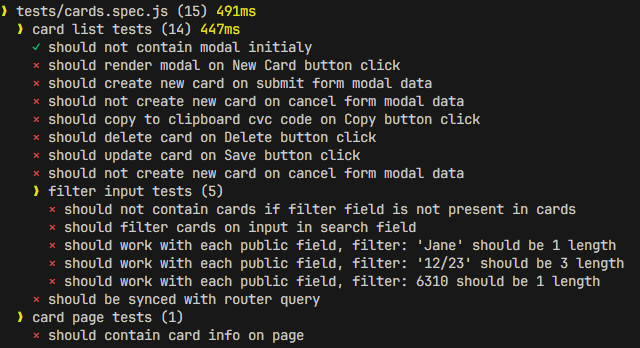 ❯ tests/cards.spec.js (15) 491ms
❯ card list tests (14) 447ms
✓ should not contain modal initialy
× should render modal on New Card button click
× should create new card on submit form modal data
× should not create new card on cancel form modal data
× should copy to clipboard cvc code on Copy button click
× should delete card on Delete button click
× should update card on Save button click
× should not create new card on cancel form modal data
❯ filter input tests (5)
× should not contain cards if filter field is not present in cards
× should filter cards on input in search field
× should work with each public field, filter: 'Jane' should be 1 length
× should work with each public field, filter: '12/23' should be 3 length
× should work with each public field, filter: 6310 should be 1 length
× should be synced with router query
❯ card page tests (1)
× should contain card info on page